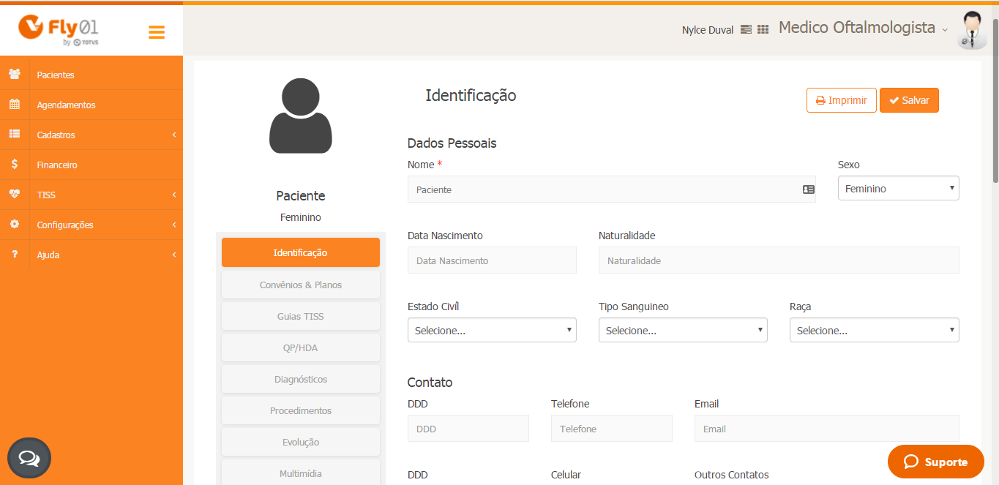 Fly01
by TOTVS
Nylce Duval
Medico Oftalmologista
Pacientes
Agendamentos
Cadastros
Financeiro
TISS
Configurações
Ajuda
Paciente
Feminino
Identificação
Convênios & Planos
Guias TISS
QP/HDA
Diagnósticos
Procedimentos
Evolução
Multimídia
Identificação
Imprimir
Salvar
Dados Pessoais
Nome *
Sexo
Paciente
Feminino
Data Nascimento
Naturalidade
Data Nascimento
Naturalidade
Estado Civíl
Tipo Sanguineo
Raça
Selecione...
Selecione...
Selecione...
Contato
DDD
Telefone
Email
DDD
Telefone
Email
DDD
Celular
Outros Contatos
Suporte